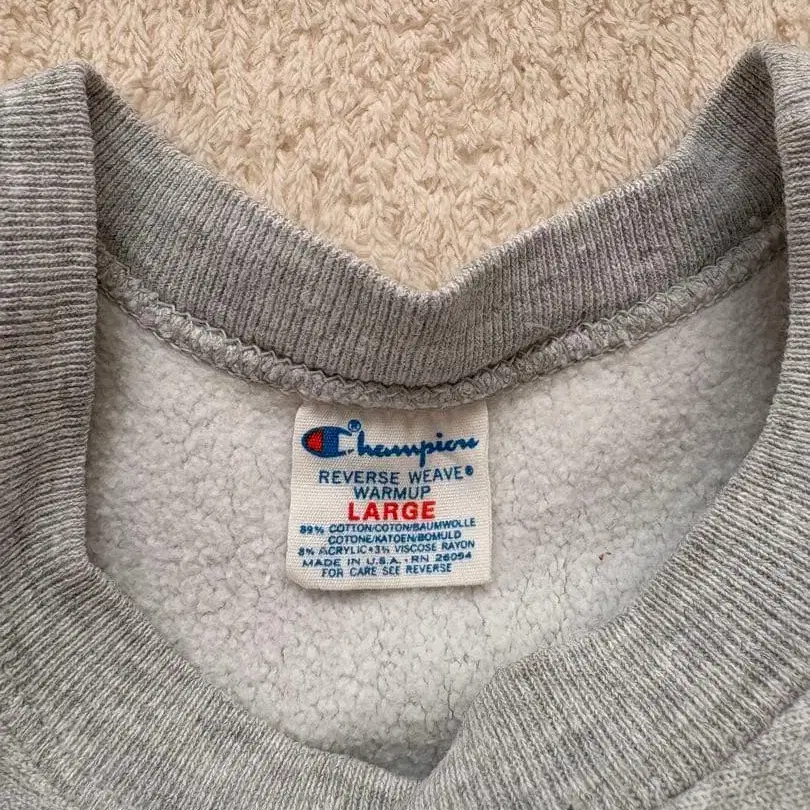 Champion®
REVERSE WEAVE®
WARMUP
LARGE
89% COTTON/COTON/BAUMWOLLE
COTONE/KATOEN/BOMULD
8% ACRYLIC • 3% VISCOSE RAYON
MADE IN U.S.A. • RN 26094
FOR CARE SEE REVERSE